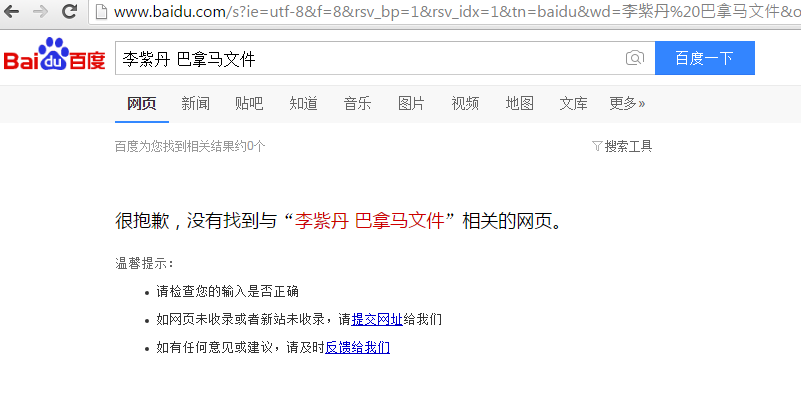 www.baidu.com/s?ie=utf-8&f=8&rsv_bp=1&rsv_idx=1&tn=baidu&wd=李紫丹%20巴拿马文件&o
Bai du 百度
李紫丹 巴拿马文件
百度一下
网页 新闻 贴吧 知道 音乐 图片 视频 地图 文库 更多»
百度为您找到相关结果约0个
搜索工具
很抱歉，没有找到与“李紫丹 巴拿马文件”相关的网页。
温馨提示：
• 请检查您的输入是否正确
• 如网页未收录或者新站未收录，请提交网址给我们
• 如有任何意见或建议，请及时反馈给我们